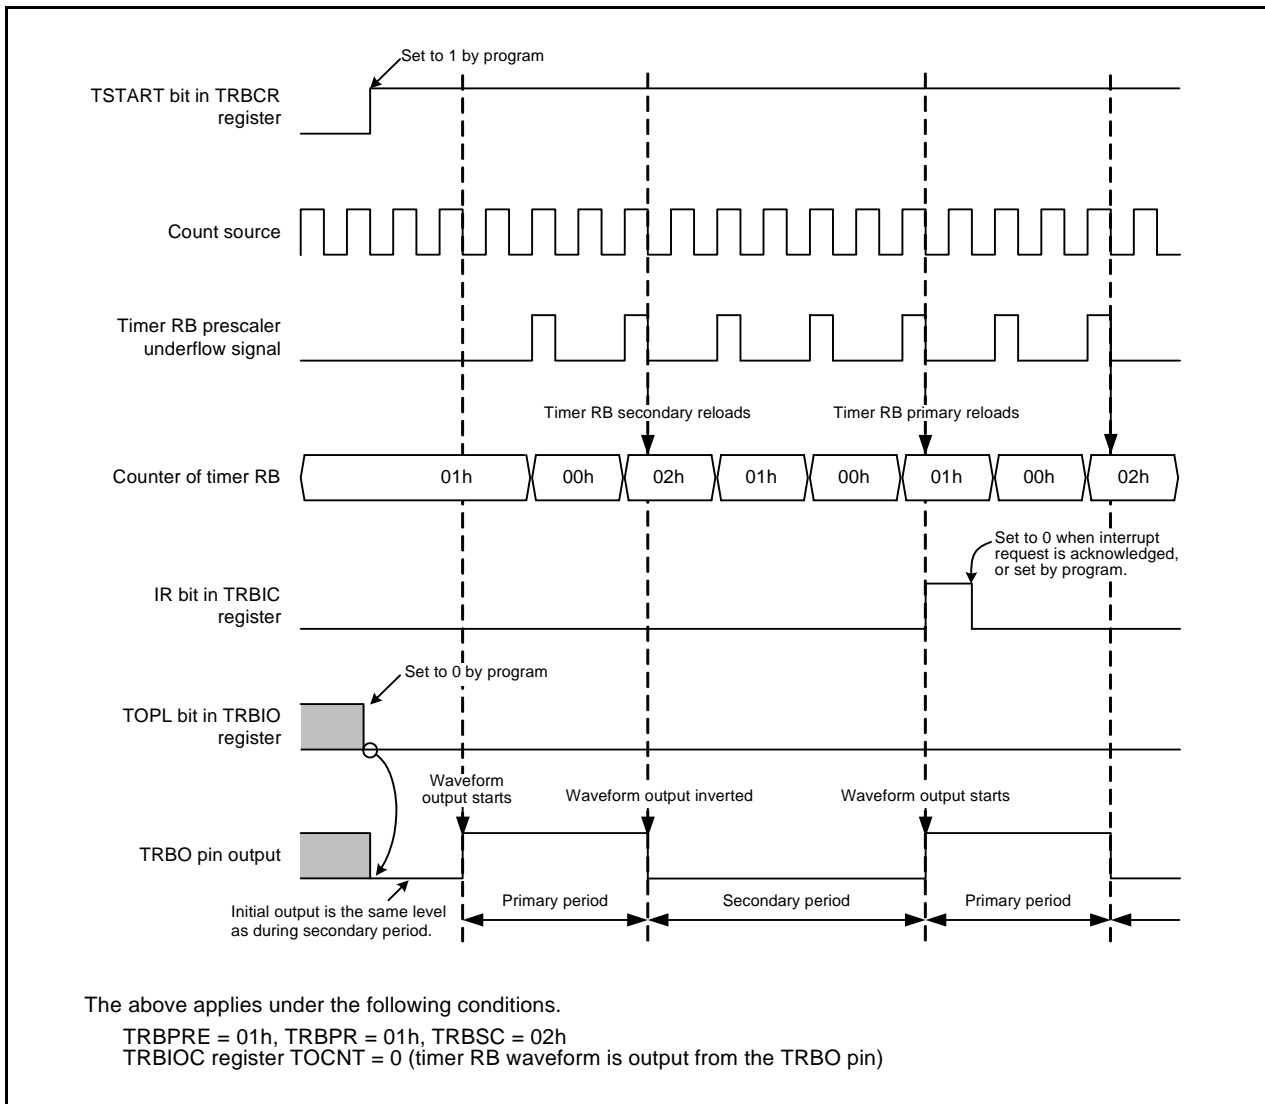 Set to 1 by program
TSTART bit in TRBCR
register
Count source
Timer RB prescaler
underflow signal
Timer RB secondary reloads
Timer RB primary reloads
Counter of timer RB
01h
00h
02h
01h
00h
01h
00h
02h
Set to 0 when interrupt
request is acknowledged,
or set by program.
IR bit in TRBIC
register
Set to 0 by program
TOPL bit in TRBIO
register
Waveform
output starts
Waveform output inverted
Waveform output starts
TRBO pin output
Initial output is the same level
as during secondary period.
Primary period
Secondary period
Primary period
The above applies under the following conditions.
TRBPRE = 01h, TRBPR = 01h, TRBSC = 02h
TRBIOC register TOCNT = 0 (timer RB waveform is output from the TRBO pin)